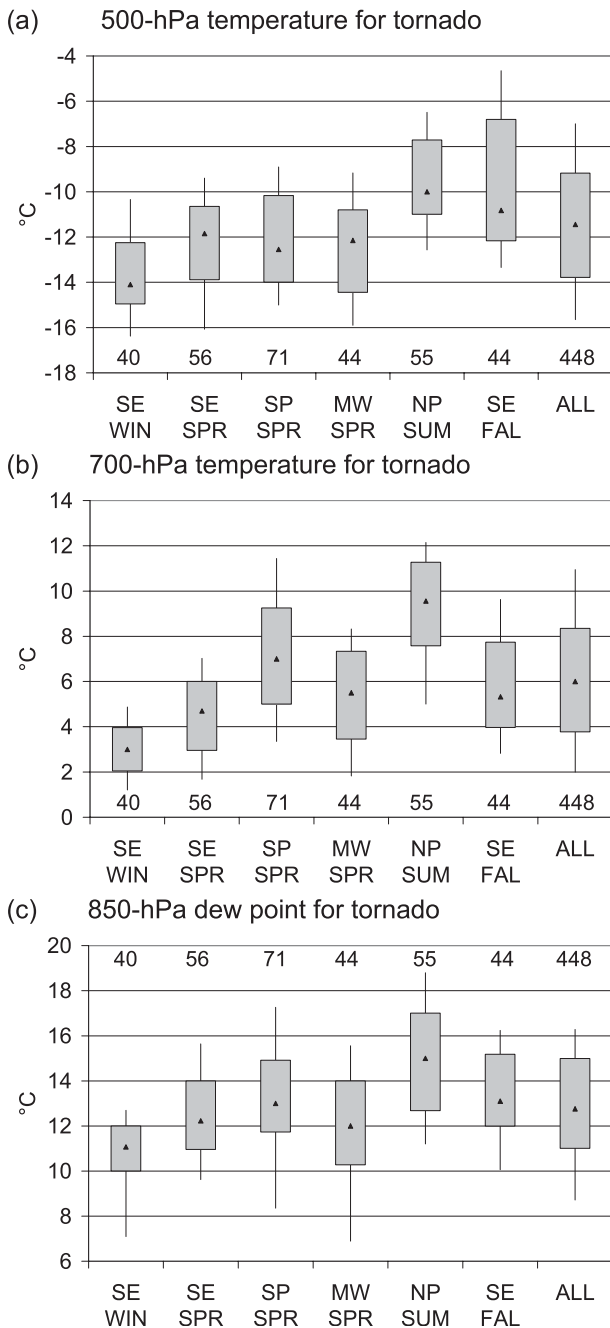 (a) 500-hPa temperature for tornado
-4
-6
-8
-10
°C
-12
-14
-16
40 56 71 44 55 44 448
-18
SE SE SP MW NP SE ALL
WIN SPR SPR SPR SUM FAL
(b) 700-hPa temperature for tornado
14
12
10
8
°C
6
4
2
40 56 71 44 55 44 448
0
SE SE SP MW NP SE ALL
WIN SPR SPR SPR SUM FAL
(c) 850-hPa dew point for tornado
20
40 56 71 44 55 44 448
18
16
14
°C
12
10
8
6
SE SE SP MW NP SE ALL
WIN SPR SPR SPR SUM FAL